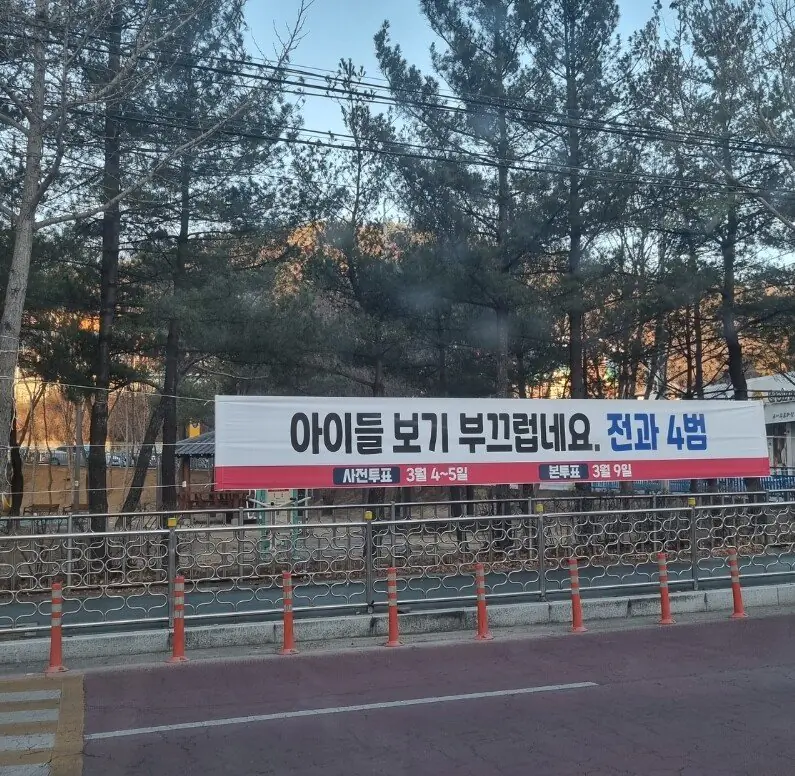 아이들 보기 부끄럽네요. 전과 4범
사전투표 3월 4~5일 본투표 3월 9일